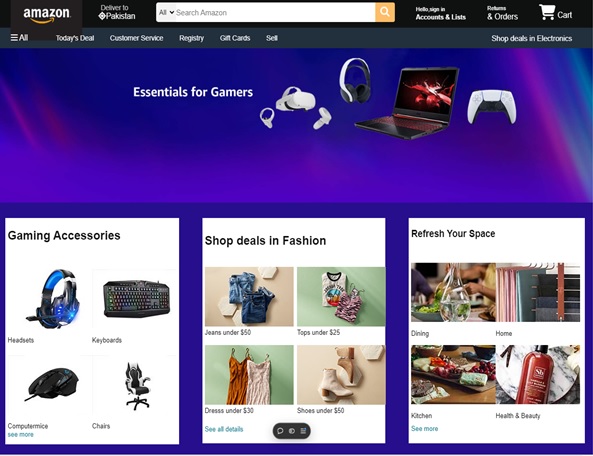 amazon
Deliver to
Pakistan
All
Search Amazon
Hello,sign in
Accounts & Lists
Returns
& Orders
Cart
All
Today's Deal
Customer Service
Registry
Gift Cards
Sell
Shop deals in Electronics
Essentials for Gamers
Gaming Accessories
Headsets
Keyboards
Computermice
Chairs
see more
Shop deals in Fashion
Jeans under $50
Tops under $25
Dresss under $30
Shoes under $50
See all details
Refresh Your Space
Dining
Home
Kitchen
Health & Beauty
See more